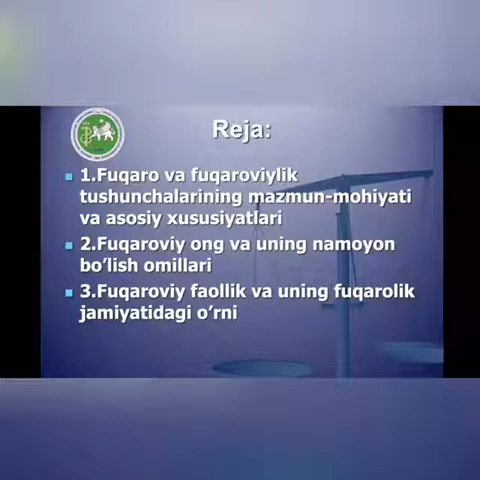 Reja:
1.Fuqaro va fuqaroviylik
tushunchalarining mazmun-mohiyati
va asosiy xususiyatlari
2.Fuqaroviy ong va uning namoyon
bo’lish omillari
3.Fuqaroviy faollik va uning fuqarolik
jamiyatidagi o’rni